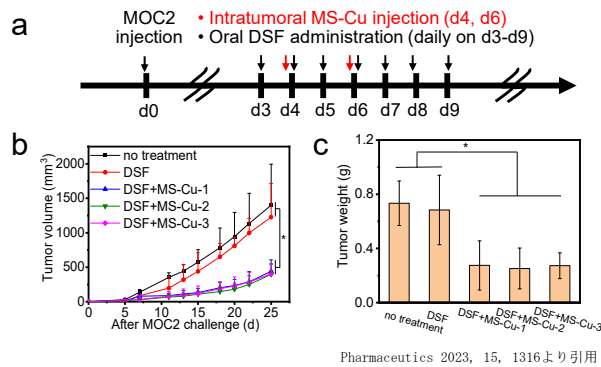 a
MOC2 injection
• Intratumoral MS-Cu injection (d4, d6)
• Oral DSF administration (daily on d3-d9)
d0 d3 d4 d5 d6 d7 d8 d9
b
Tumor volume (mm³)
2000
1500
1000
500
0
no treatment
DSF
DSF+MS-Cu-1
DSF+MS-Cu-2
DSF+MS-Cu-3
*
0 5 10 15 20 25
After MOC2 challenge (d)
c
Tumor weight (g)
1.2
0.8
0.4
0.0
*
no treatment
DSF
DSF+MS-Cu-1
DSF+MS-Cu-2
DSF+MS-Cu-3
Pharmaceutics 2023, 15, 1316より引用